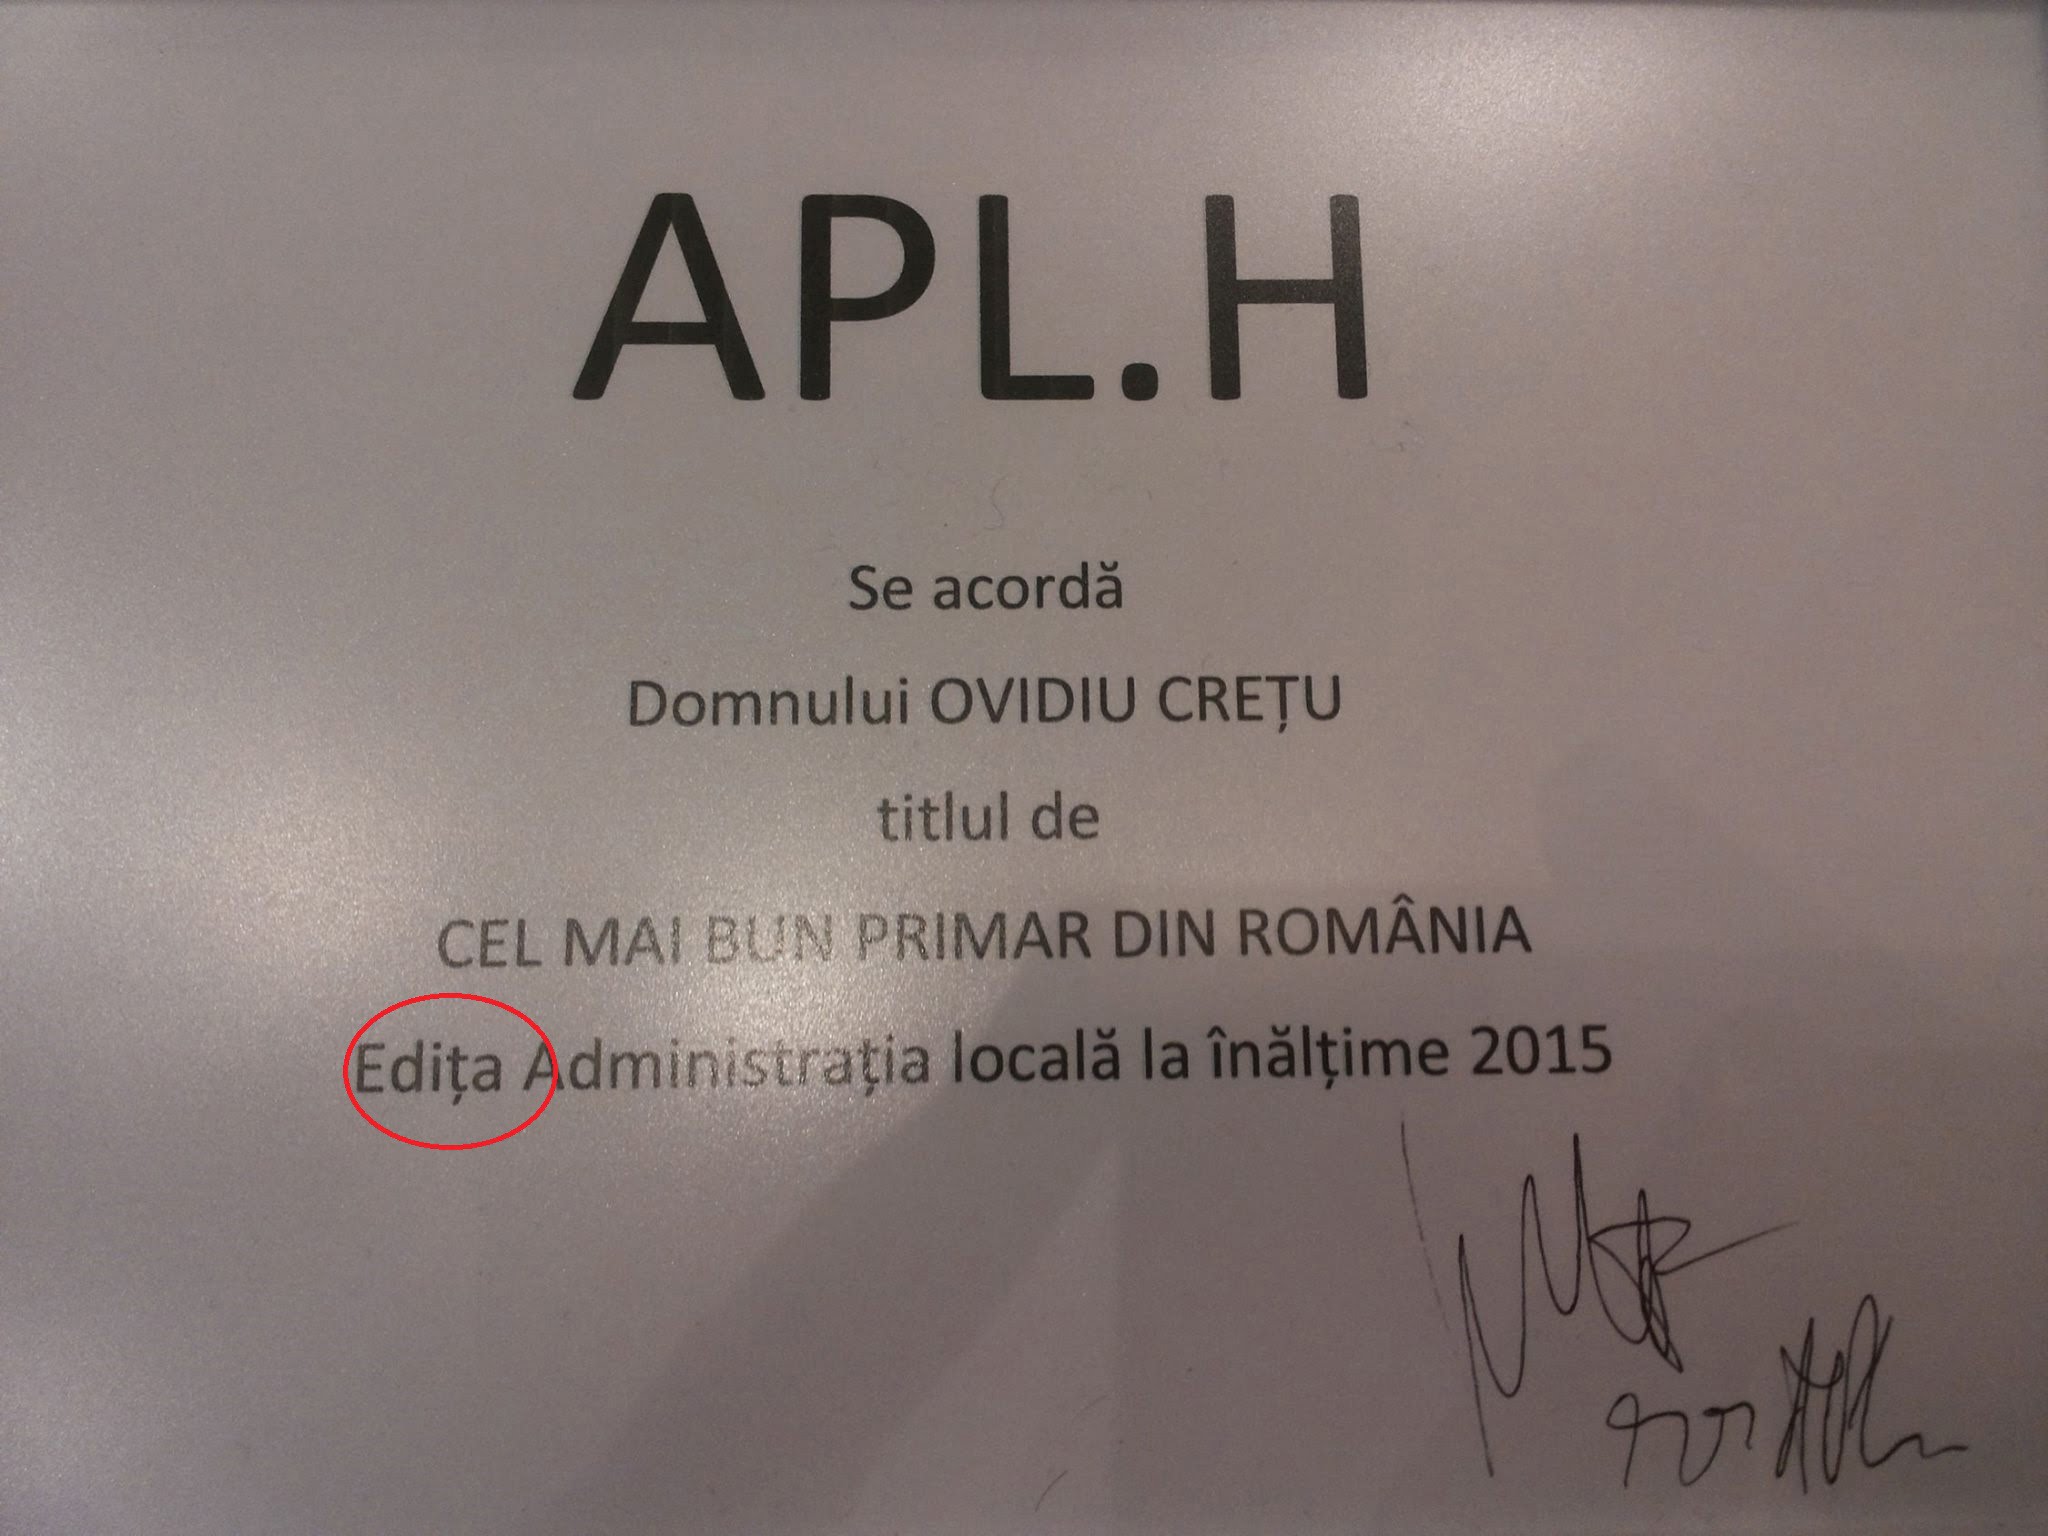 APL.H
Se acordă
Domnului OVIDIU CREȚU
titlul de
CEL MAI BUN PRIMAR DIN ROMÂNIA
Edița Administrația locală la înălțime 2015